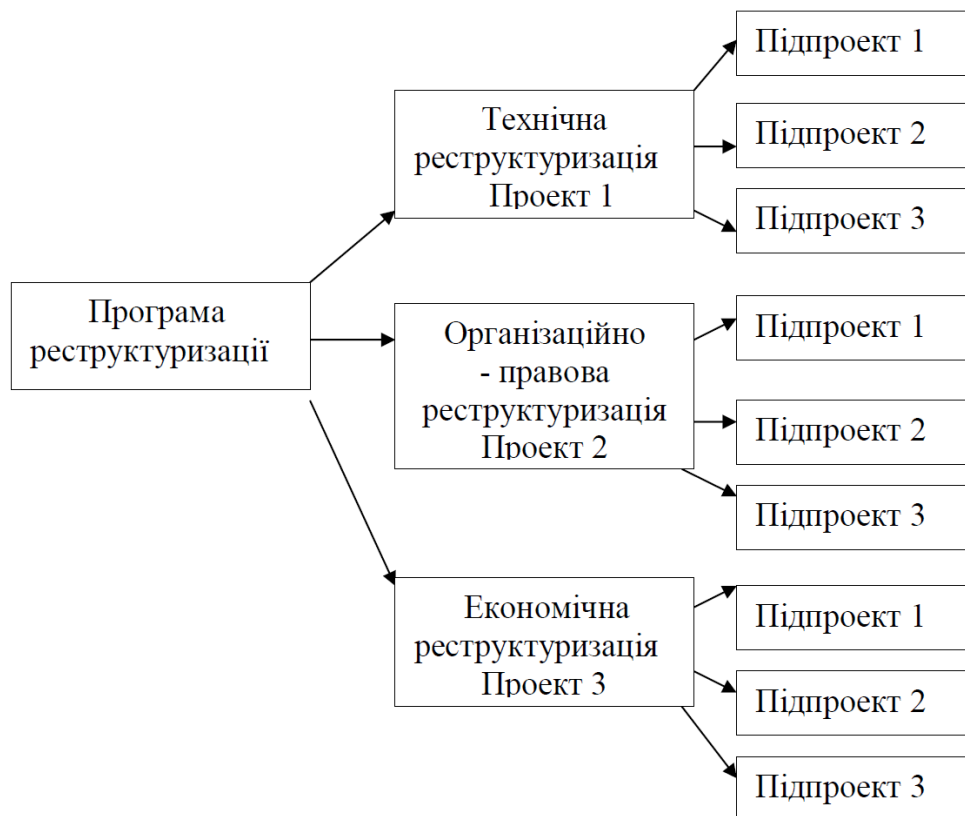 Програма
реструктуризації
Технічна
реструктуризація
Проект 1
Підпроект 1
Підпроект 2
Підпроект 3
Організаційно
- правова
реструктуризація
Проект 2
Підпроект 1
Підпроект 2
Підпроект 3
Економічна
реструктуризація
Проект 3
Підпроект 1
Підпроект 2
Підпроект 3